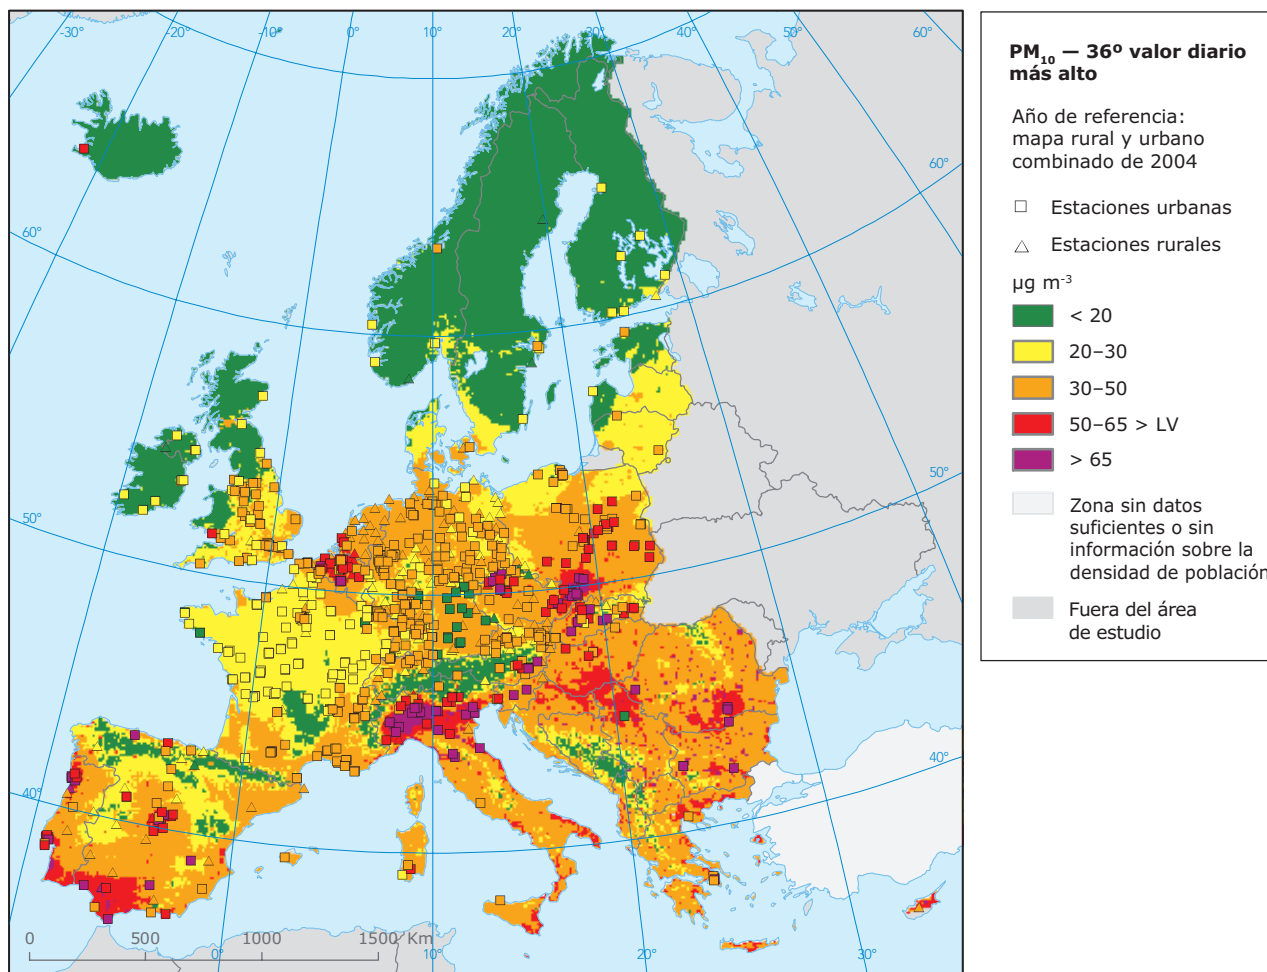 -30°
-20°
-10°
0°
10°
20°
30°
40°
50°
60°
60°
60°
50°
50°
40°
40°
0
500
1000
1500 Km
0°
10°
20°
30°
PM10 — 36º valor diario
más alto
Año de referencia:
mapa rural y urbano
combinado de 2004
Estaciones urbanas
Estaciones rurales
µg m-3
< 20
20–30
30–50
50–65 > LV
> 65
Zona sin datos
suficientes o sin
información sobre la
densidad de población
Fuera del área
de estudio